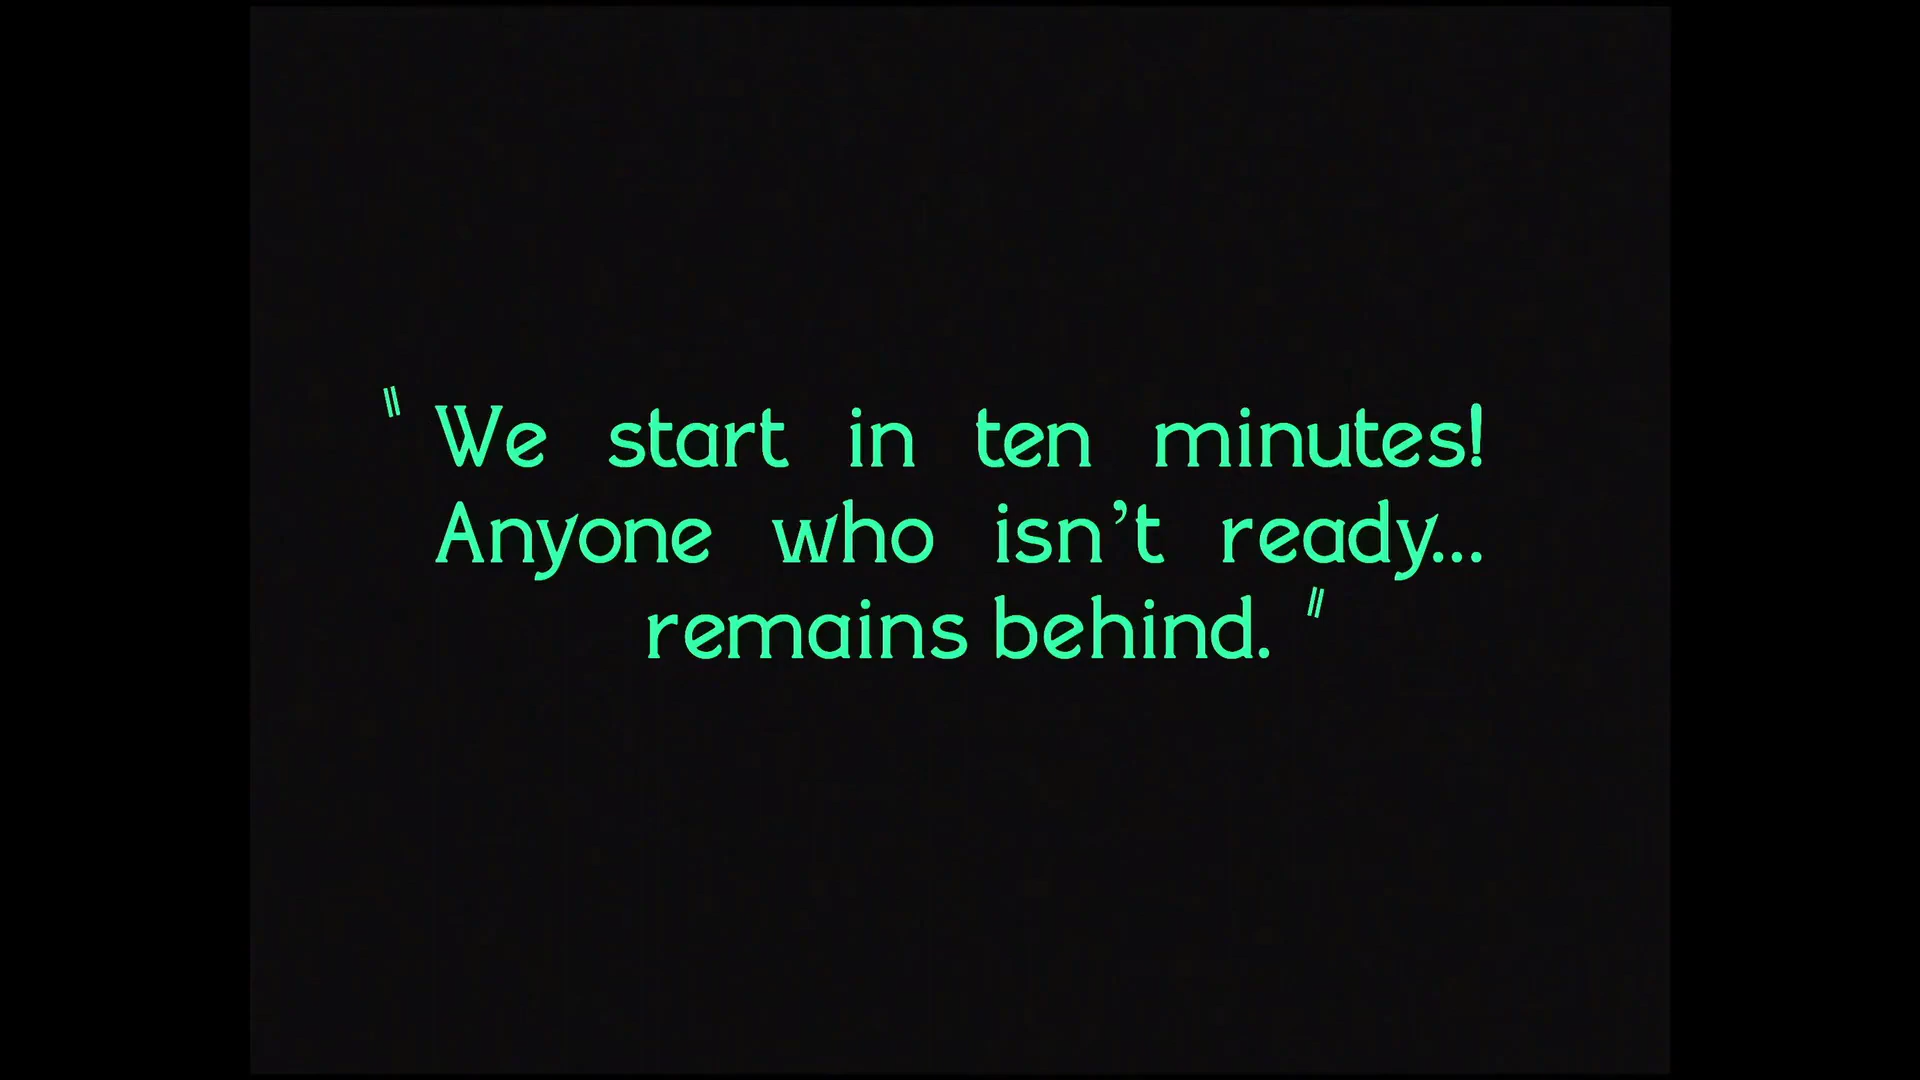 "We start in ten minutes!
Anyone who isn’t ready...
remains behind."